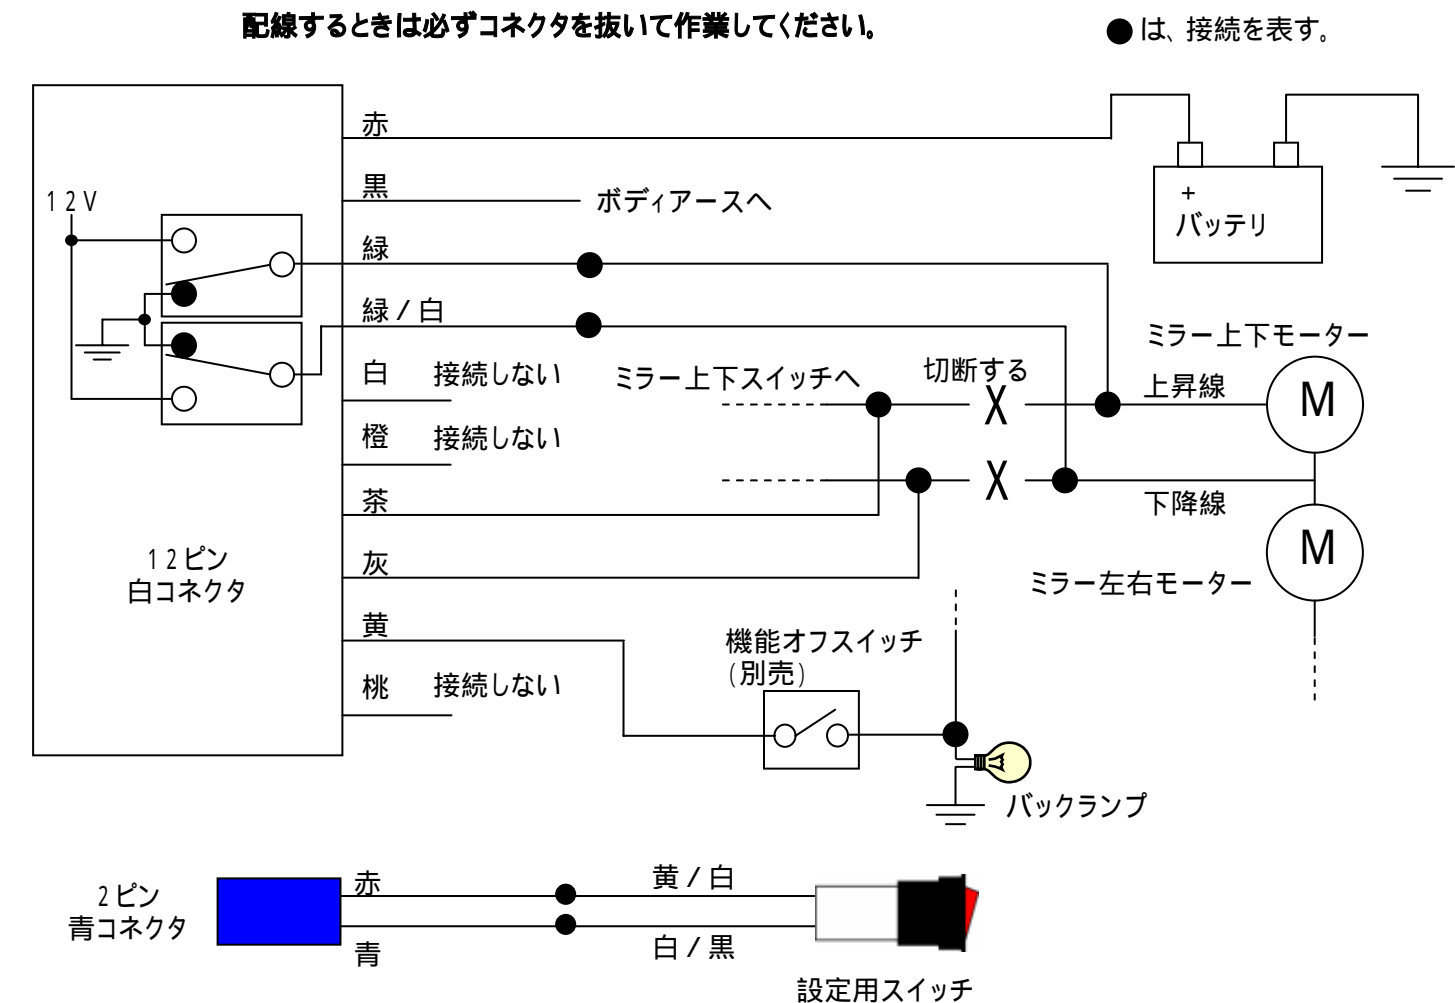 配線するときは必ずコネクタを抜いて作業してください。
●は、接続を表す。
赤
黒
ボディアースへ
12V
緑
緑/白
白 接続しない
橙 接続しない
茶
灰
黄
桃 接続しない
12ピン
白コネクタ
+
バッテリ
ミラー上下スイッチへ
切断する
X
X
ミラー上下モーター
上昇線
M
下降線
M
ミラー左右モーター
機能オフスイッチ
(別売)
バックランプ
2ピン
青コネクタ
赤
青
黄/白
白/黒
設定用スイッチ